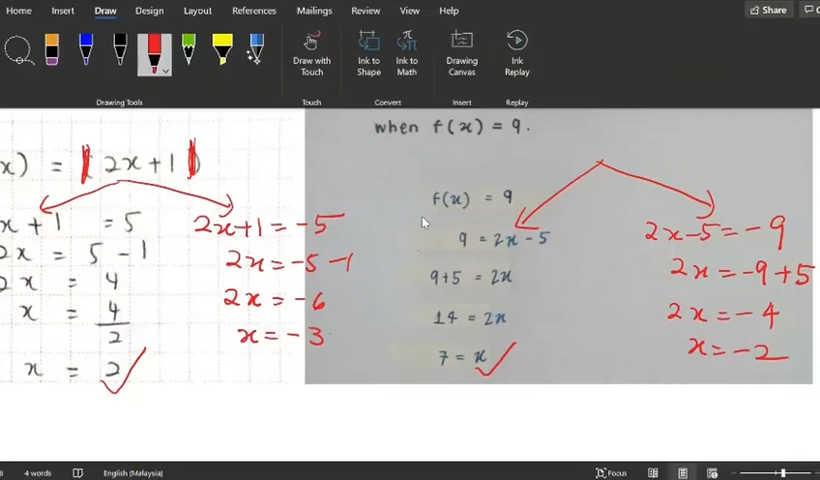 Insert Draw Design Layout References Mailings Review View Help Share
Draw with Touch
Ink to Shape
Ink to Math
Drawing Canvas
Ink Replay
Drawing Tools Touch Convert Insert Replay
x) = |2x+1|
x+1 = 5
2x = 5-1
2x = 4
x = 4/2
x = 2
2x+1=-5
2x=-5-1
2x=-6
x=-3
when f(x) = 9.
f(x) = 9
9 = 2x-5
9+5 = 2x
14 = 2x
7 = x
2x-5=-9
2x=-9+5
2x=-4
x=-2
4 words English (Malaysia) Focus